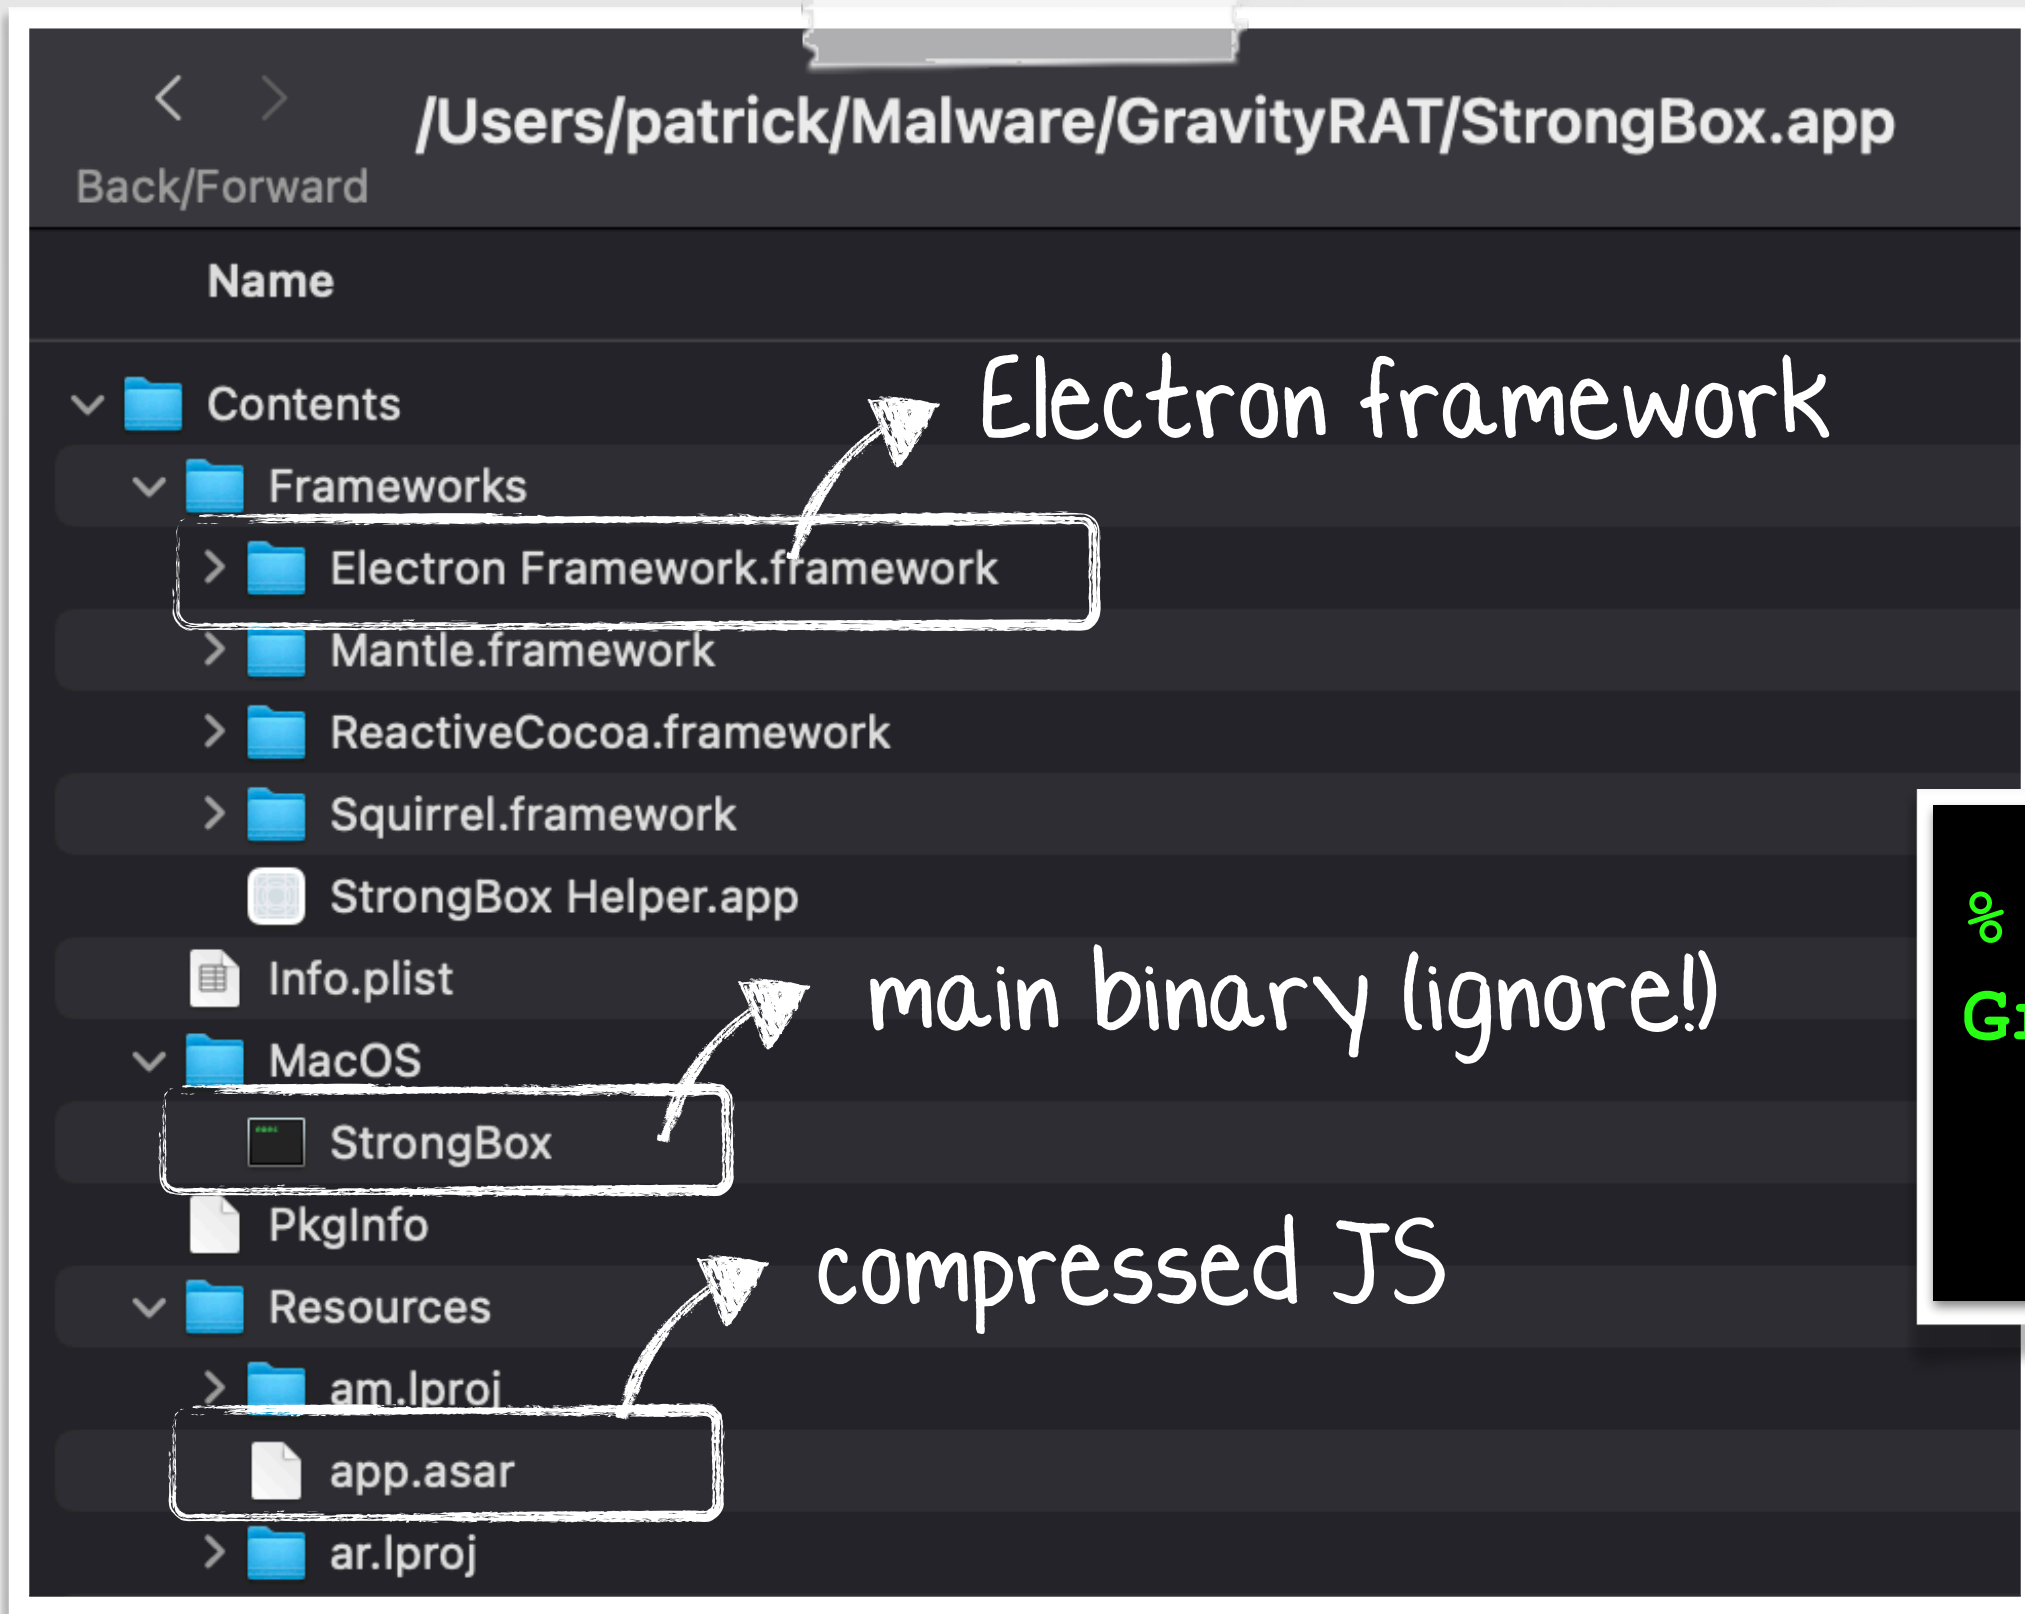 /Users/patrick/Malware/GravityRAT/StrongBox.app
Back/Forward
Name
Contents
Electron framework
Frameworks
Electron Framework.framework
Mantle.framework
ReactiveCocoa.framework
Squirrel.framework
StrongBox Helper.app
%
Info.plist
main binary (ignore!)
MacOS
StrongBox
PkgInfo
compressed JS
Resources
am.lproj
app.asar
ar.lproj